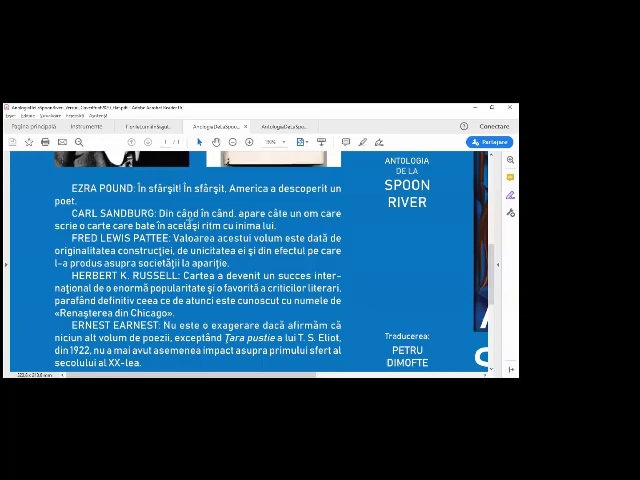 Pagina principala
Instrumente
AntologiaDeLaSpou...
AntologiaDeLaSpou...
Conectare
Partajare
EZRA POUND: În sfârșit! În sfârșit, America a descoperit un
poet.
CARL SANDBURG: Din când în când, apare câte un om care
scrie o carte care bate în același ritm cu inima lui.
FRED LEWIS PATTEE: Valoarea acestui volum este dată de
originalitatea construcției, de unicitatea ei și din efectul pe care
l-a produs asupra societății la apariție.
HERBERT K. RUSSELL: Cartea a devenit un succes inter-
național de o enormă popularitate și o favorită a criticilor literari,
parafând definitiv ceea ce de atunci este cunoscut cu numele de
«Renașterea din Chicago».
ERNEST EARNEST: Nu este o exagerare dacă afirmăm că
niciun alt volum de poezii, exceptând Țara pustie a lui T. S. Eliot,
din 1922, nu a mai avut asemenea impact asupra primului sfert al
secolului al XX-lea.
ANTOLOGIA
DE LA
SPOON
RIVER
Traducerea:
PETRU
DIMOFTE